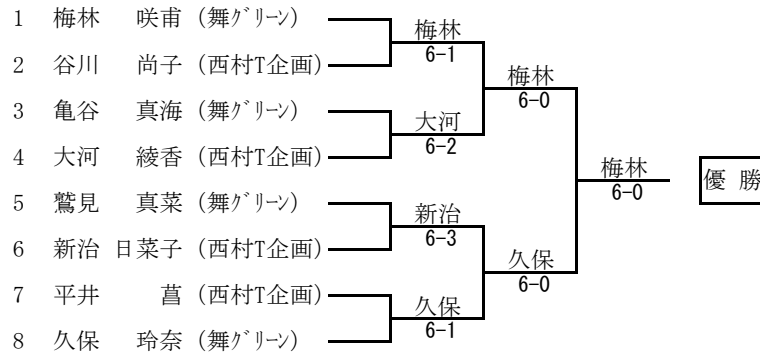 1 梅林 咲甫 (舞ｸﾞﾘｰﾝ)
2 谷川 尚子 (西村T企画)
3 亀谷 真海 (舞ｸﾞﾘｰﾝ)
4 大河 綾香 (西村T企画)
5 鷲見 真菜 (舞ｸﾞﾘｰﾝ)
6 新治 日菜子 (西村T企画)
7 平井 菖 (西村T企画)
8 久保 玲奈 (舞ｸﾞﾘｰﾝ)
梅林
6-1
大河
6-2
新治
6-3
久保
6-1
梅林
6-0
久保
6-0
梅林
6-0
優 勝